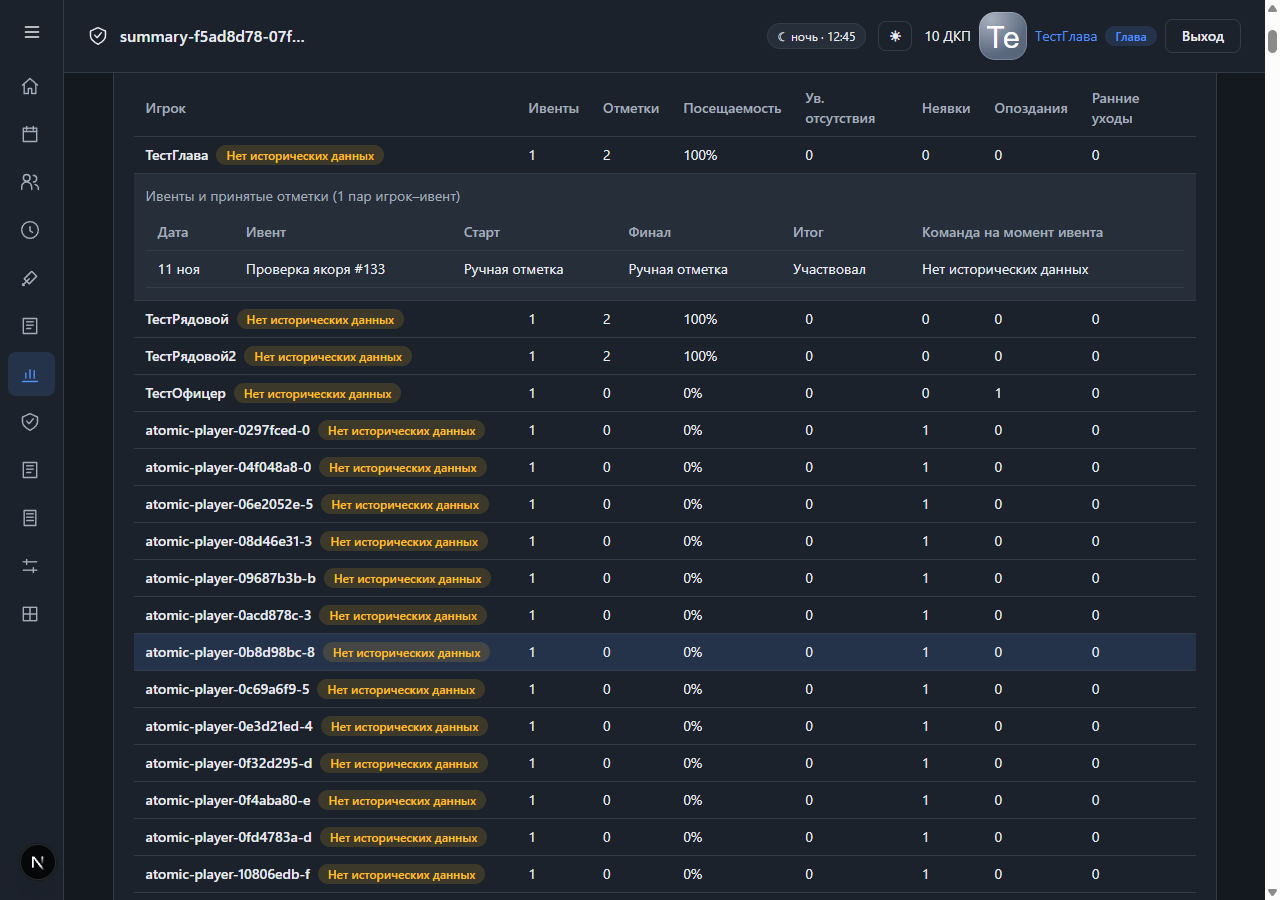 summary-f5ad8d78-07f...
ночь · 12:45
10 ДКП
Te
ТестГлава
Глава
Выход
Игрок Ивенты Отметки Посещаемость Ув. отсутствия Неявки Опоздания Ранние уходы
ТестГлава Нет исторических данных 1 2 100% 0 0 0 0
Ивенты и принятые отметки (1 пар игрок–ивент)
Дата Ивент Старт Финал Итог Команда на момент ивента
11 ноя Проверка якоря #133 Ручная отметка Ручная отметка Участвовал Нет исторических данных
ТестРядовой Нет исторических данных 1 2 100% 0 0 0 0
ТестРядовой2 Нет исторических данных 1 2 100% 0 0 0 0
ТестОфицер Нет исторических данных 1 0 0% 0 0 1 0
atomic-player-0297fced-0 Нет исторических данных 1 0 0% 0 1 0 0
atomic-player-04f048a8-0 Нет исторических данных 1 0 0% 0 1 0 0
atomic-player-06e2052e-5 Нет исторических данных 1 0 0% 0 1 0 0
atomic-player-08d46e31-3 Нет исторических данных 1 0 0% 0 1 0 0
atomic-player-09687b3b-b Нет исторических данных 1 0 0% 0 1 0 0
atomic-player-0acd878c-3 Нет исторических данных 1 0 0% 0 1 0 0
atomic-player-0b8d98bc-8 Нет исторических данных 1 0 0% 0 1 0 0
atomic-player-0c69a6f9-5 Нет исторических данных 1 0 0% 0 1 0 0
atomic-player-0e3d21ed-4 Нет исторических данных 1 0 0% 0 1 0 0
atomic-player-0f32d295-d Нет исторических данных 1 0 0% 0 1 0 0
atomic-player-0f4aba80-e Нет исторических данных 1 0 0% 0 1 0 0
atomic-player-0fd4783a-d Нет исторических данных 1 0 0% 0 1 0 0
atomic-player-10806edb-f Нет исторических данных 1 0 0% 0 1 0 0
N